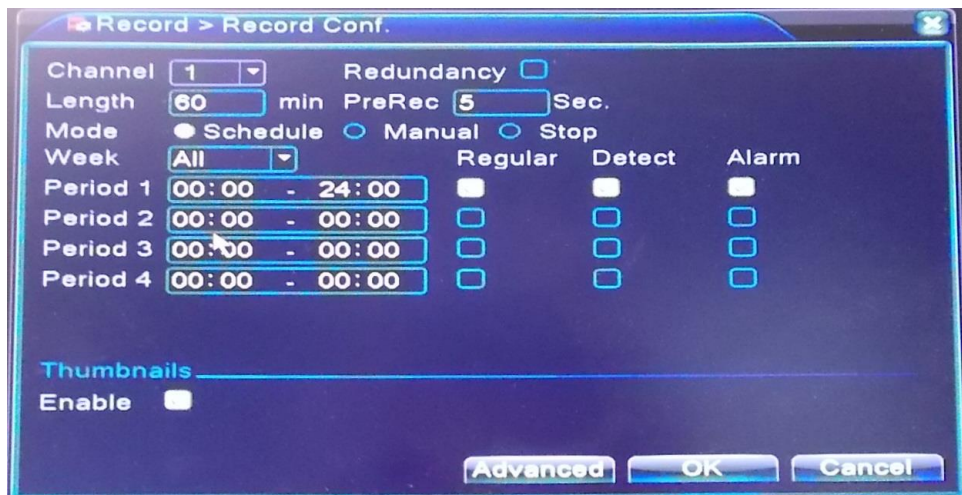 Record > Record Conf.
Channel 1 Redundancy
Length 60 min PreRec 5 Sec.
Mode Schedule Manual Stop
Week All Regular Detect Alarm
Period 1 00:00 - 24:00
Period 2 00:00 - 00:00
Period 3 00:00 - 00:00
Period 4 00:00 - 00:00
Thumbnails
Enable
Advanced OK Cancel